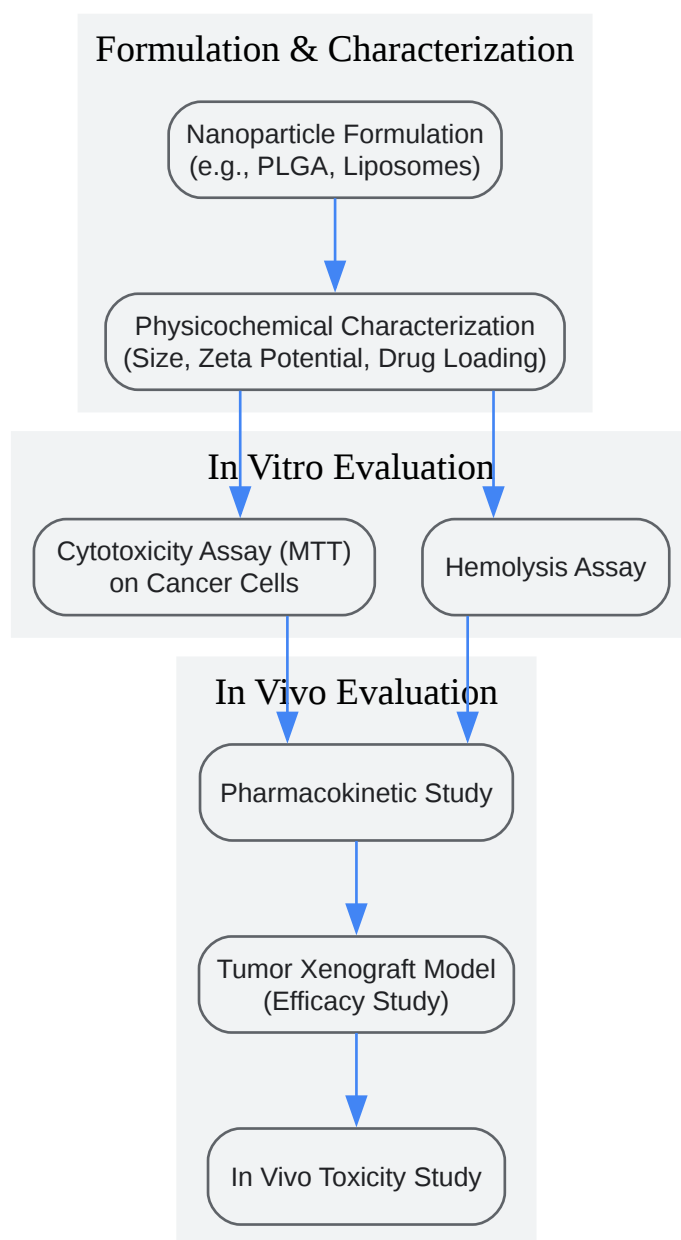 Formulation & Characterization
Nanoparticle Formulation
(e.g., PLGA, Liposomes)
Physicochemical Characterization
(Size, Zeta Potential, Drug Loading)
In Vitro Evaluation
Cytotoxicity Assay (MTT)
on Cancer Cells
Hemolysis Assay
In Vivo Evaluation
Pharmacokinetic Study
Tumor Xenograft Model
(Efficacy Study)
In Vivo Toxicity Study